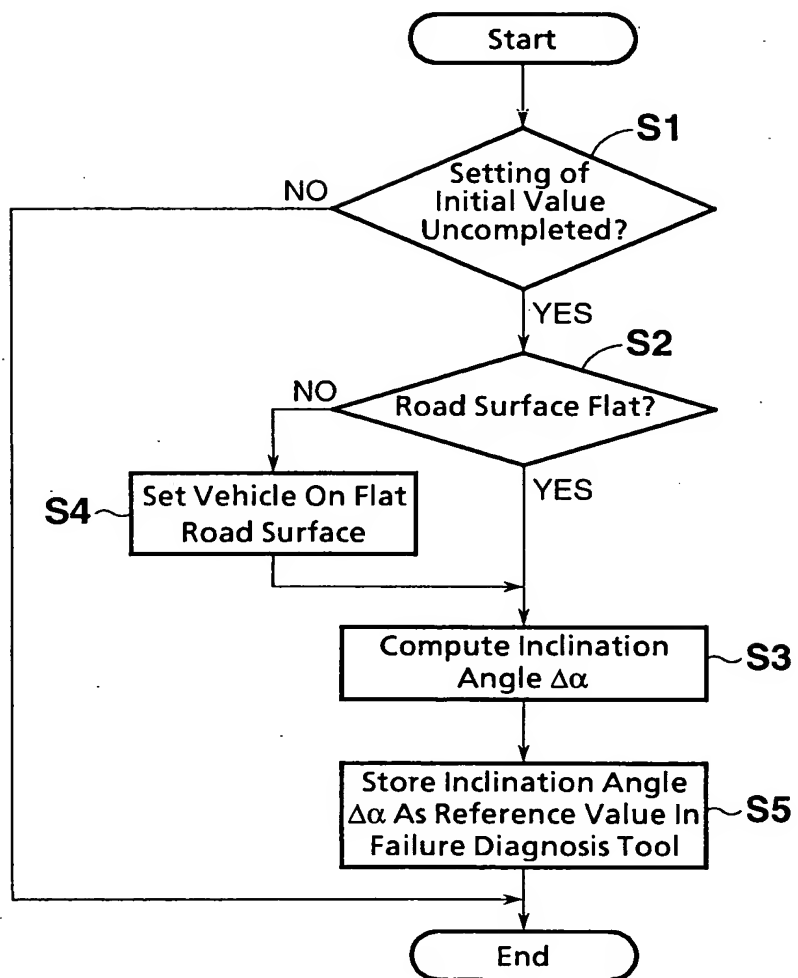 Start
S1
Setting of
Initial Value
Uncompleted?
NO
YES
S2
NO
Road Surface Flat?
YES
S4
Set Vehicle On Flat
Road Surface
Compute Inclination
Angle Δα
S3
Store Inclination Angle
Δα As Reference Value In
Failure Diagnosis Tool
S5
End